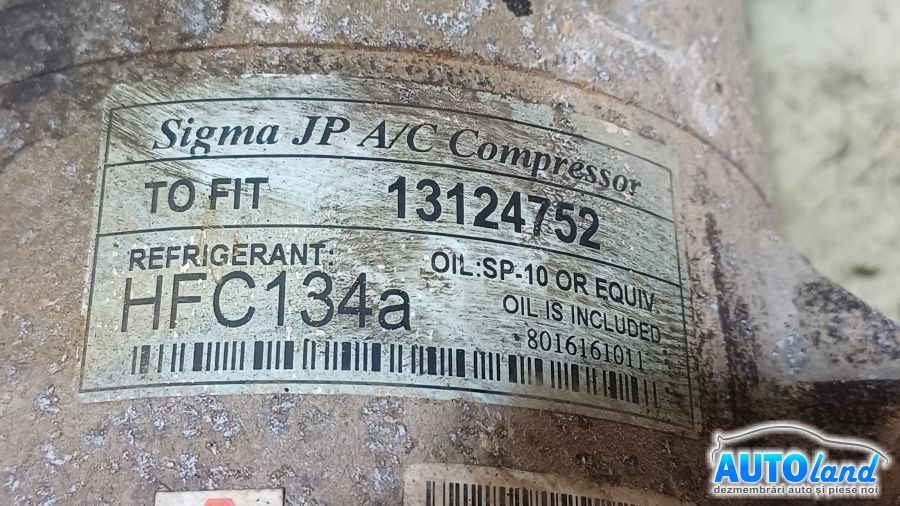 Sigma JP A/C Compressor
TO FIT 13124752
REFRIGERANT: OIL:SP-10 OR EQUIV.
HFC134a OIL IS INCLUDED
8016161011
AUTOland
dezmembrări auto și piese noi